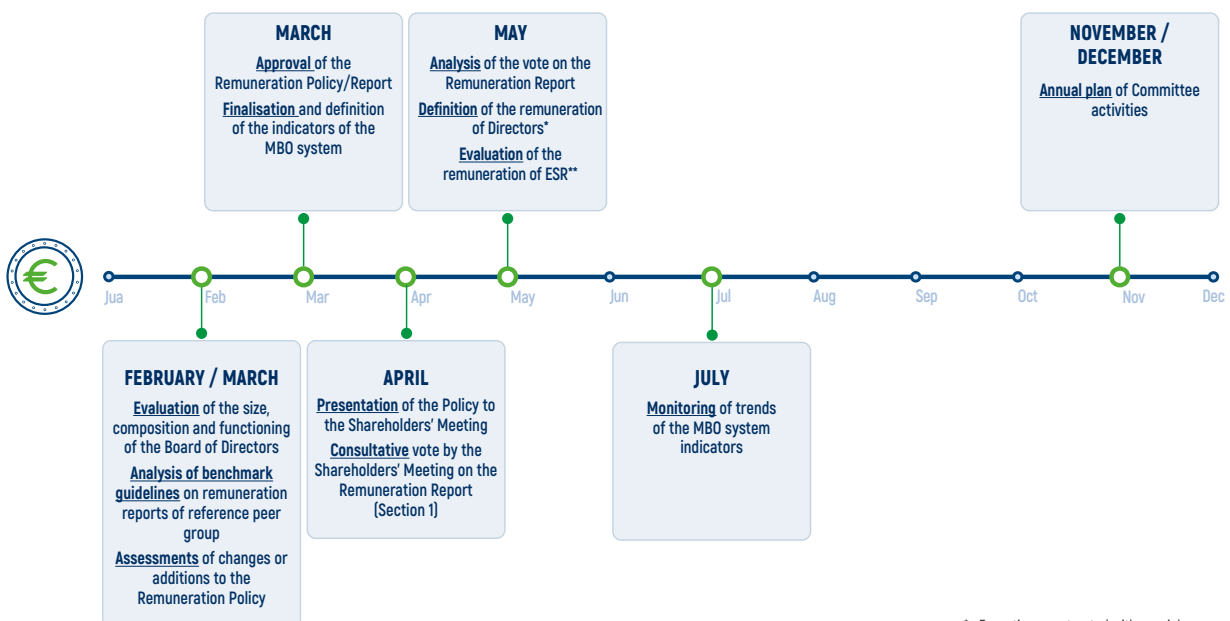 MARCH
Approval of the
Remuneration Policy/Report
Finalisation and definition
of the indicators of the
MBO system
MAY
Analysis of the vote on the
Remuneration Report
Definition of the remuneration
of Directors*
Evaluation of the
remuneration of ESR**
NOVEMBER /
DECEMBER
Annual plan of Committee
activities
€
Jua
Feb
Mar
Apr
May
Jun
Jul
Aug
Sep
Oct
Nov
Dec
FEBRUARY / MARCH
Evaluation of the size,
composition and functioning
of the Board of Directors
Analysis of benchmark
guidelines on remuneration
reports of reference peer
group
Assessments of changes or
additions to the
Remuneration Policy
APRIL
Presentation of the Policy to
the Shareholders' Meeting
Consultative vote by the
Shareholders' Meeting on the
Remuneration Report
(Section 1)
JULY
Monitoring of trends
of the MBO system
indicators